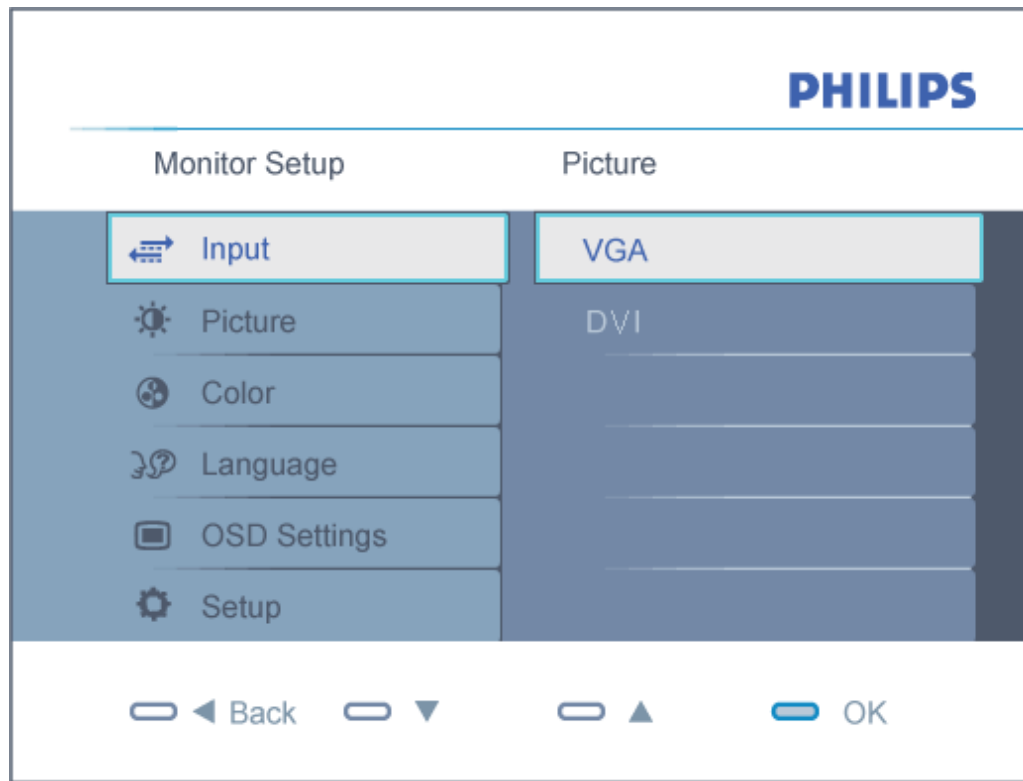 PHILIPS
Monitor Setup Picture
Input VGA
Picture DVI
Color
Language
OSD Settings
Setup
Back OK